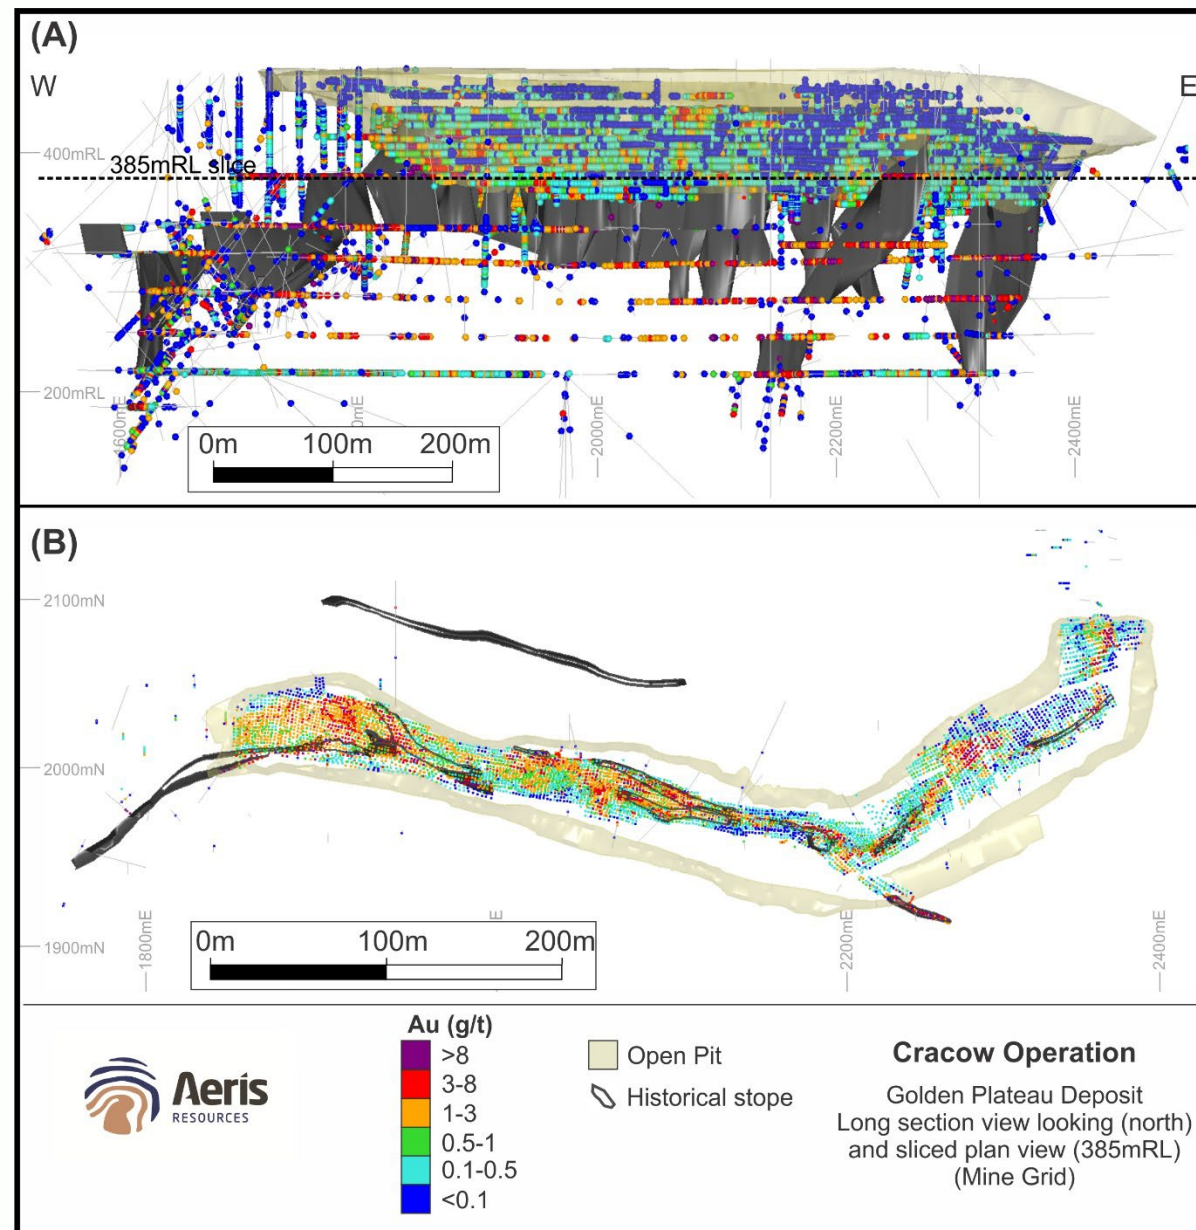 (A)
W
E
400mRL
385mRL slice
200mRL
0m 100m 200m
—2000mE
—2200mE
—2400mE
(B)
2100mN
2000mN
1900mN
—1800mE
E
—2200mE
—2400mE
0m 100m 200m
Aeris
RESOURCES
Au (g/t)
>8
3-8
1-3
0.5-1
0.1-0.5
<0.1
Open Pit
Historical stope
Cracow Operation
Golden Plateau Deposit
Long section view looking (north)
and sliced plan view (385mRL)
(Mine Grid)